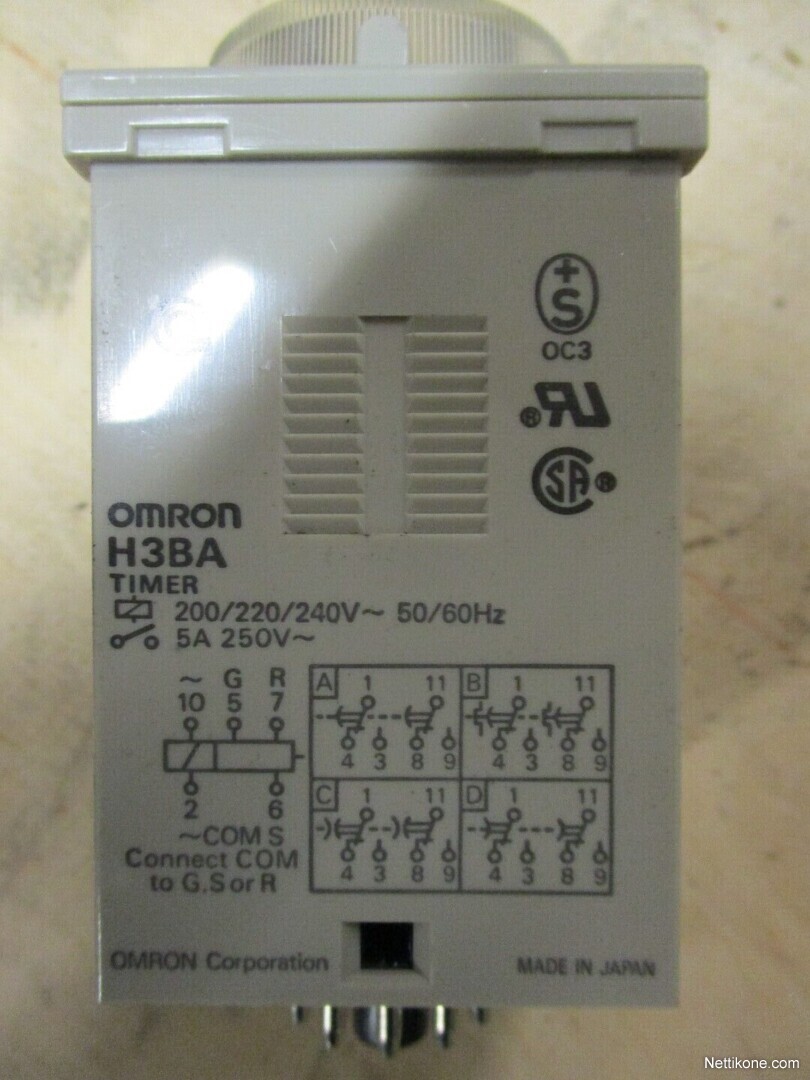 +S
OC3
®RU
CSA®
OMRON
H3BA
TIMER
200/220/240V~ 50/60Hz
5A 250V~
~ G R
10 5 7
2 6
~COM S
Connect COM
to G.S or R
A 1 11
4 3 8 9
B 1 11
4 3 8 9
C 1 11
4 3 8 9
D 1 11
4 3 8 9
OMRON Corporation
MADE IN JAPAN
Nettikone.com